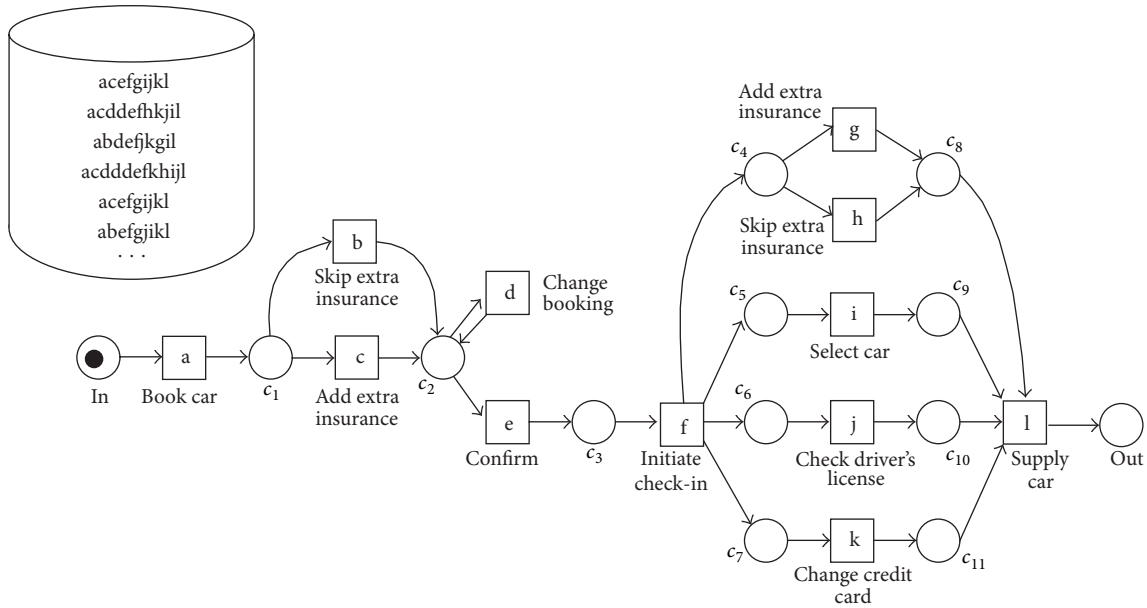 acefgijkl
acddefhkjil
abdefjkgil
acdddefkhijl
acefgijkl
abefgjikl
. . .
In
a
Book car
c1
b
Skip extra
insurance
c
Add extra
insurance
c2
d
Change
booking
e
Confirm
c3
f
Initiate
check-in
c4
Add extra
insurance
g
h
Skip extra
insurance
c8
c5
i
Select car
c9
c6
j
Check driver's
license
c10
c7
k
Change credit
card
c11
l
Supply
car
Out